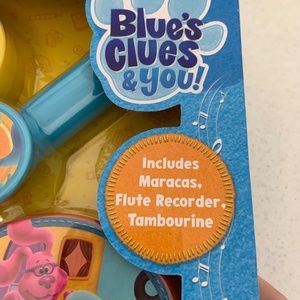 Blue's
Clues
& you!
Includes
Maracas,
Flute Recorder,
Tambourine